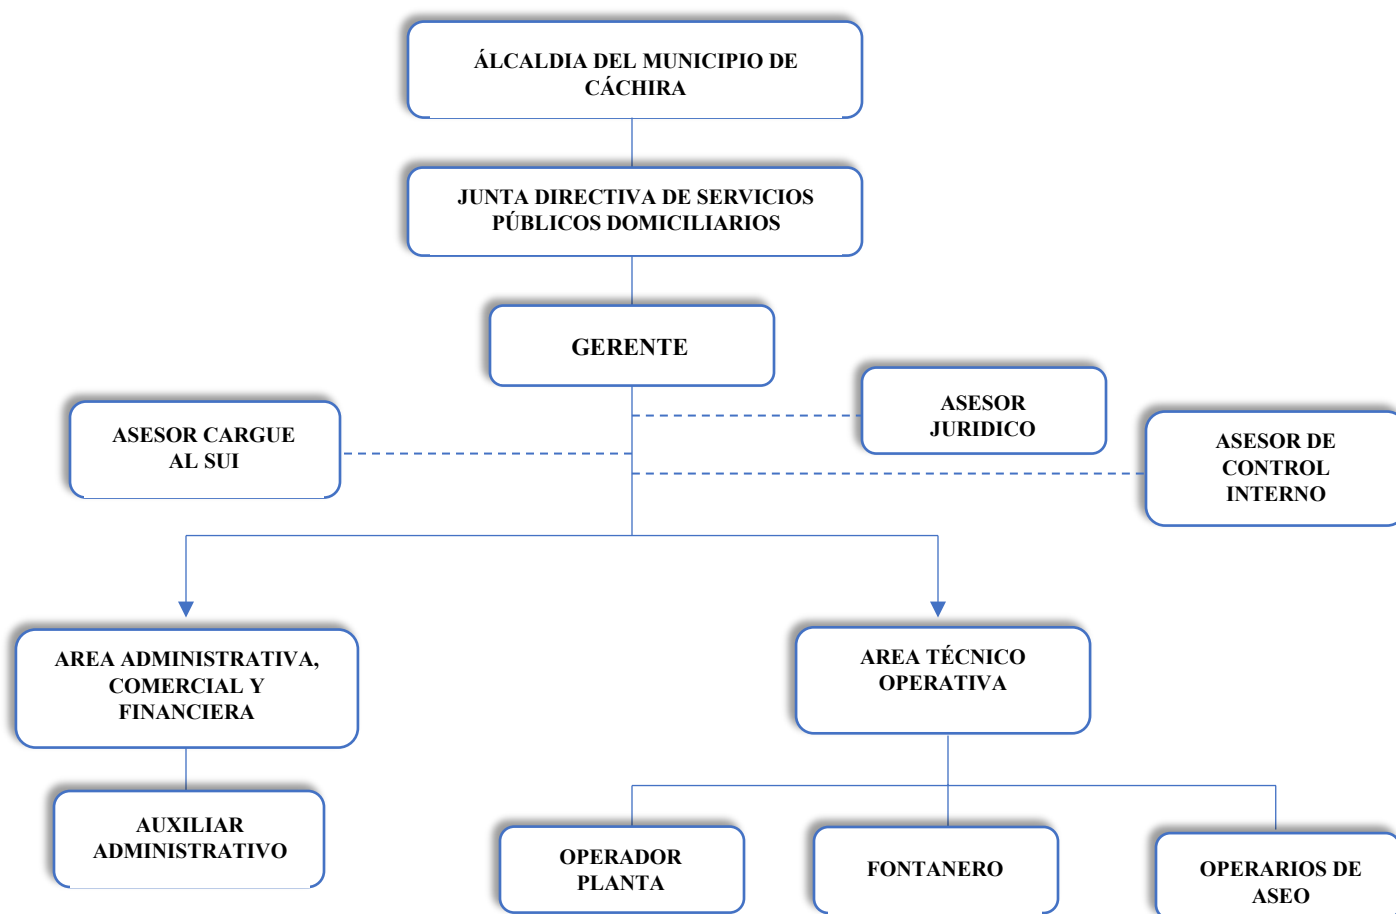 ÁLCALDIA DEL MUNICIPIO DE
CÁCHIRA
JUNTA DIRECTIVA DE SERVICIOS
PÚBLICOS DOMICILIARIOS
GERENTE
ASESOR
JURIDICO
ASESOR CARGUE
AL SUI
ASESOR DE
CONTROL
INTERNO
AREA ADMINISTRATIVA,
COMERCIAL Y
FINANCIERA
AREA TÉCNICO
OPERATIVA
AUXILIAR
ADMINISTRATIVO
OPERADOR
PLANTA
FONTANERO
OPERARIOS DE
ASEO